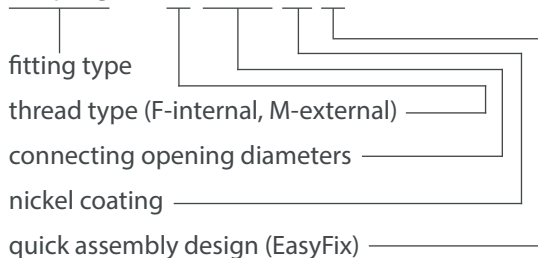 fitting type
thread type (F-internal, M-external)
connecting opening diameters
nickel coating
quick assembly design (EasyFix)